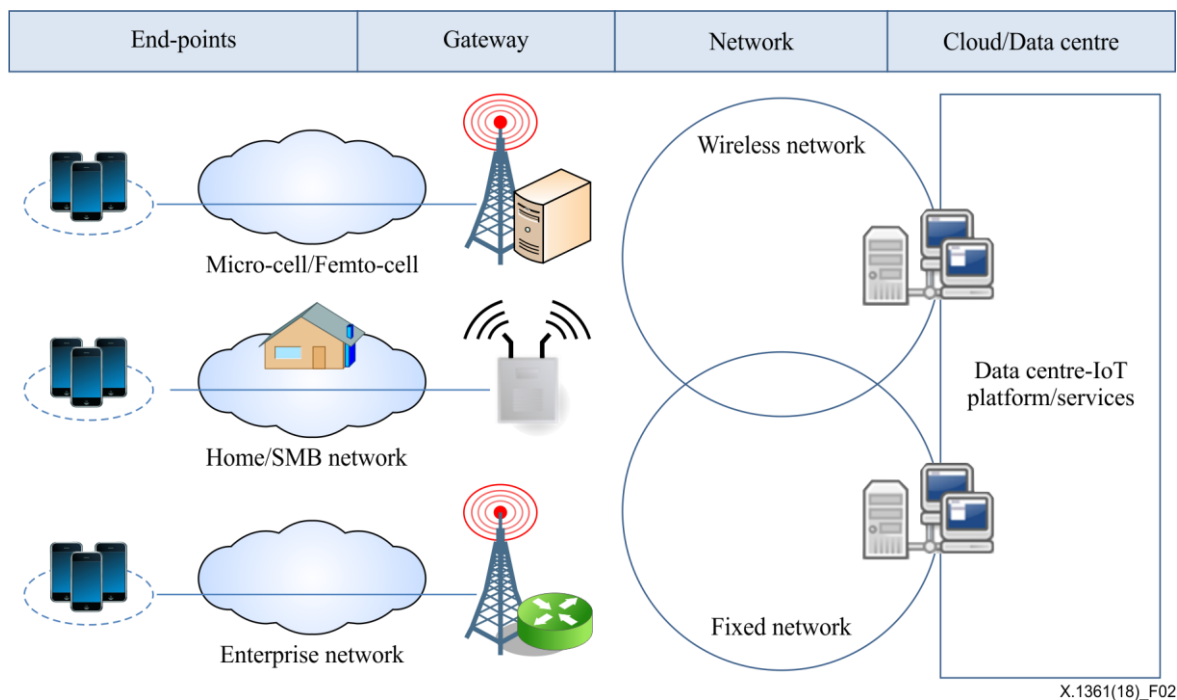 End-points
Gateway
Network
Cloud/Data centre
Wireless network
Micro-cell/Femto-cell
Data centre-IoT
platform/services
Home/SMB network
Fixed network
Enterprise network
X.1361(18)_F02